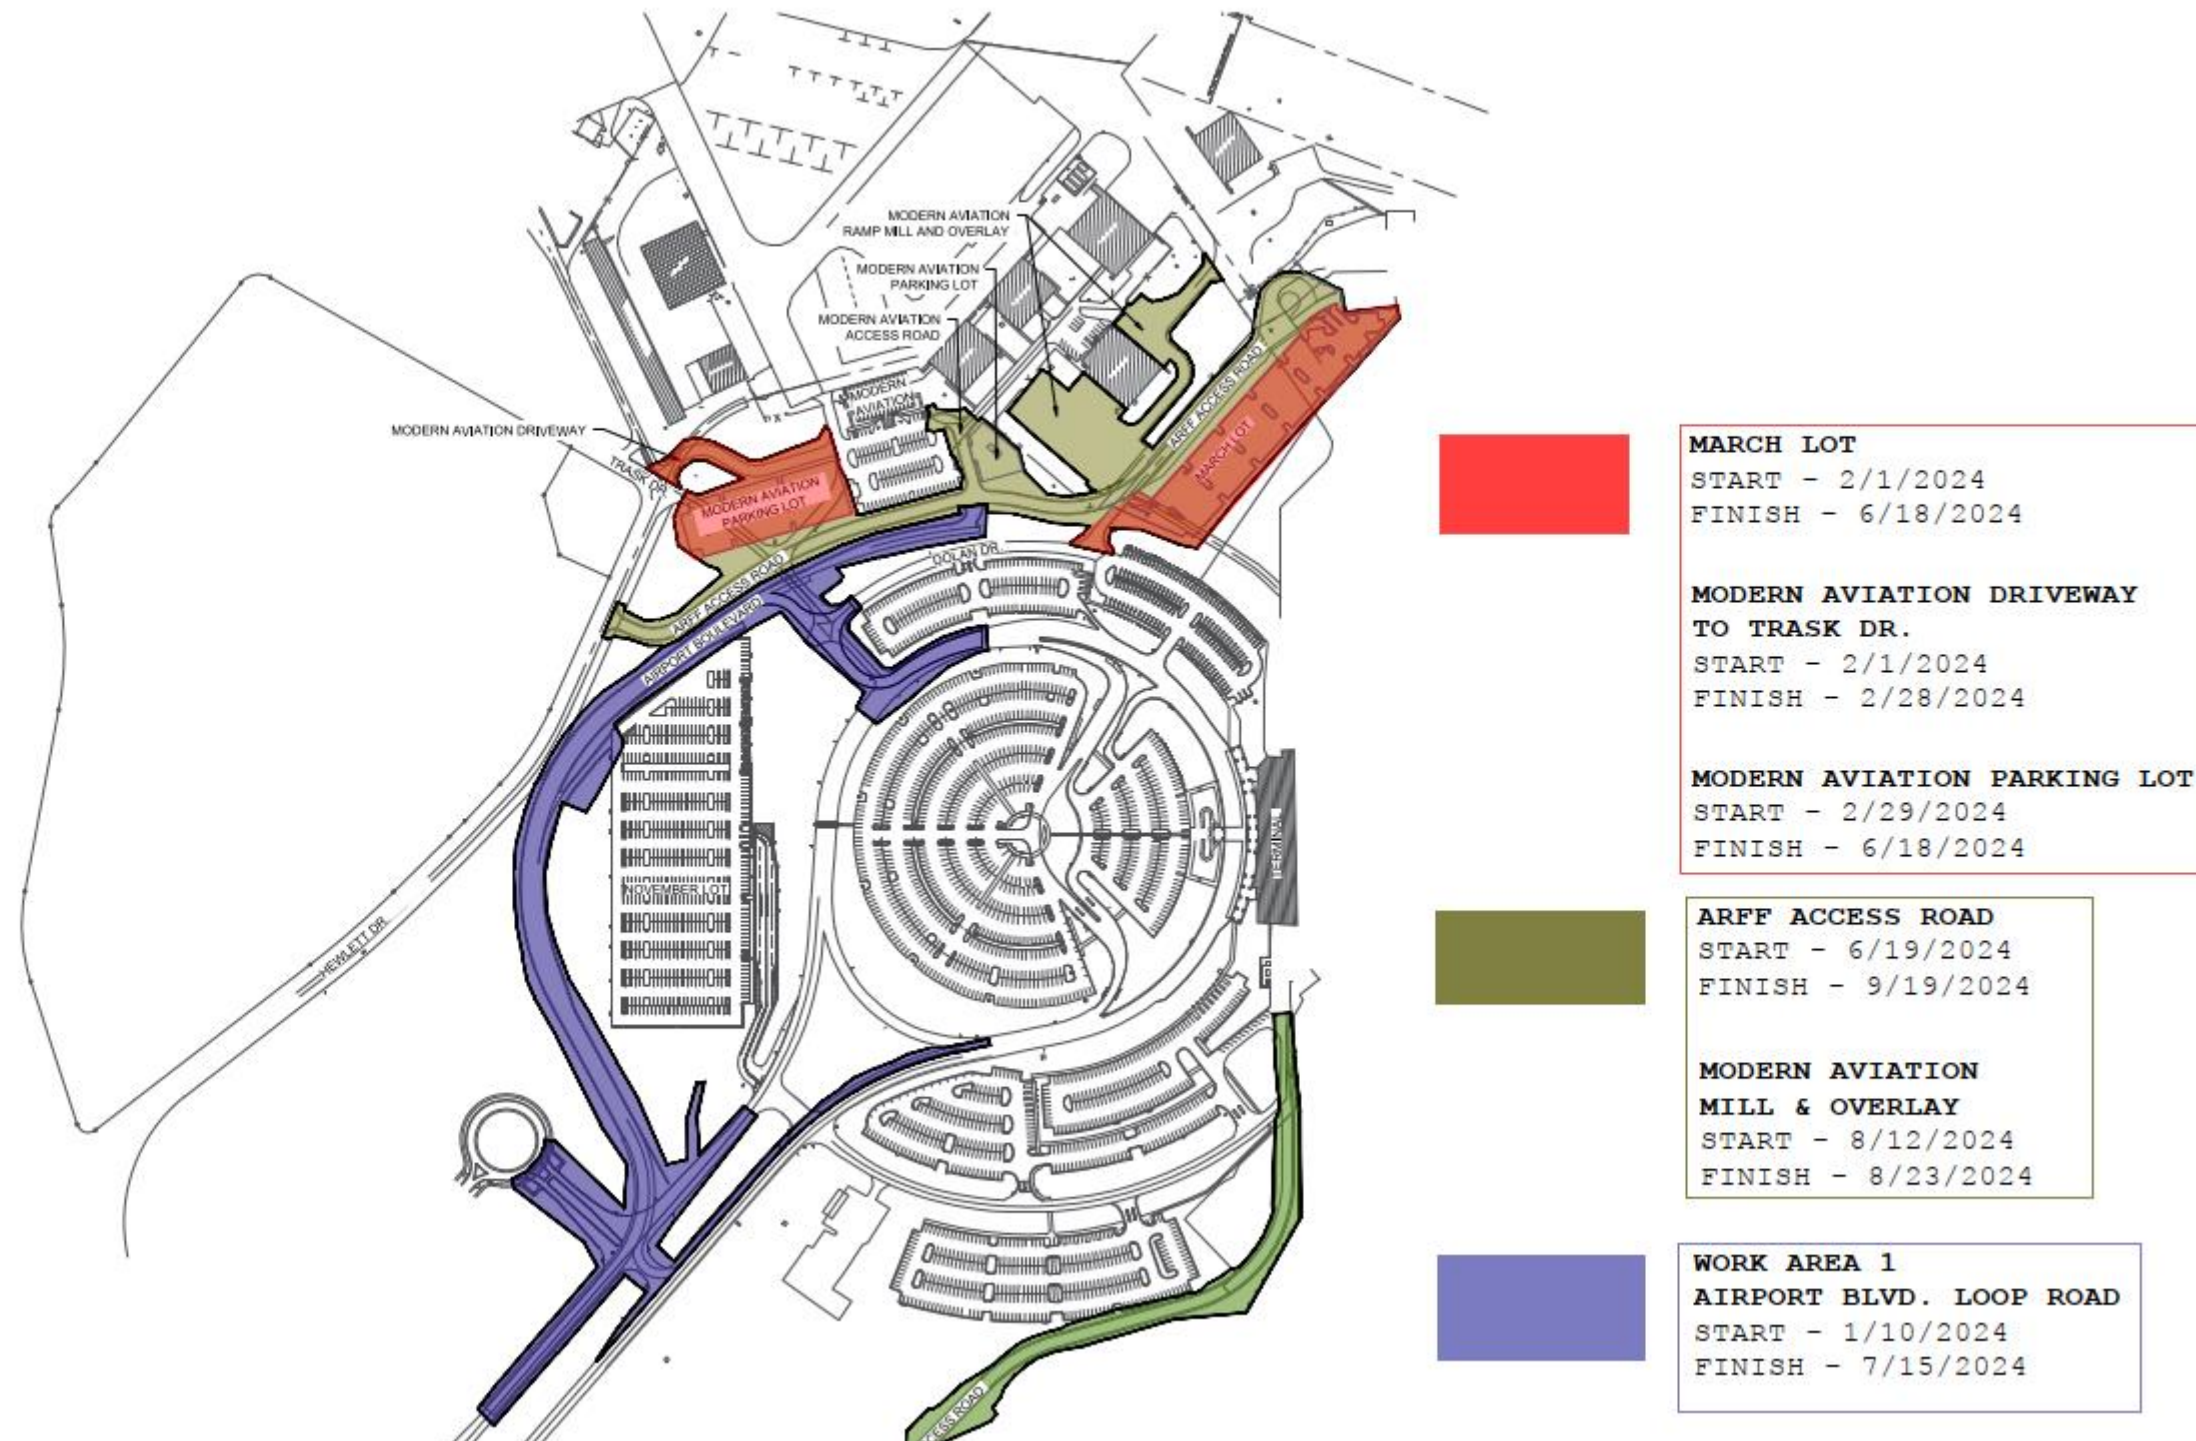 MODERN AVIATION
RAMP MILL AND OVERLAY
MODERN AVIATION
PARKING LOT
MODERN AVIATION
ACCESS ROAD
MODERN
AVIATION
MODERN AVIATION DRIVEWAY
TRASK DR.
MODERN AVIATION
PARKING LOT
ARFF ACCESS ROAD
MARCH LOT
DOLAN DR.
ARFF ACCESS ROAD
AIRPORT BOULEVARD
NOVEMBER LOT
TERMINAL
HEWLETT DR.
CESS ROAD
MARCH LOT
START - 2/1/2024
FINISH - 6/18/2024
MODERN AVIATION DRIVEWAY
TO TRASK DR.
START - 2/1/2024
FINISH - 2/28/2024
MODERN AVIATION PARKING LOT
START - 2/29/2024
FINISH - 6/18/2024
ARFF ACCESS ROAD
START - 6/19/2024
FINISH - 9/19/2024
MODERN AVIATION
MILL & OVERLAY
START - 8/12/2024
FINISH - 8/23/2024
WORK AREA 1
AIRPORT BLVD. LOOP ROAD
START - 1/10/2024
FINISH - 7/15/2024